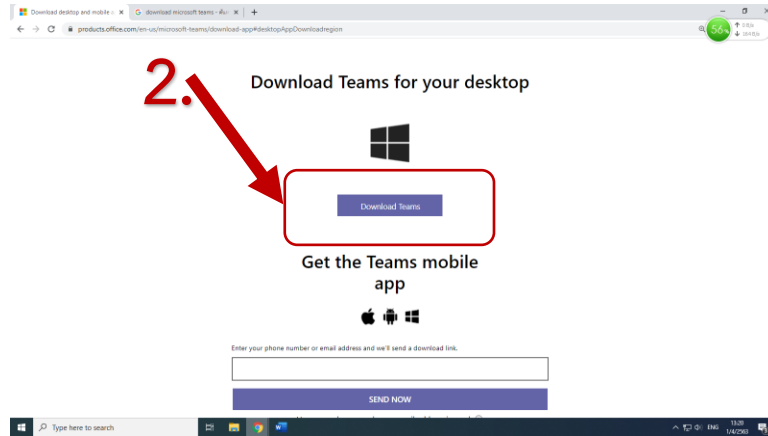 Download desktop and mobile a
download microsoft teams - ค้นห
products.office.com/en-us/microsoft-teams/download-app#desktopAppDownloadregion
56%
2.
Download Teams for your desktop
Download Teams
Get the Teams mobile
app
Enter your phone number or email address and we'll send a download link.
SEND NOW
Type here to search
ENG
13:20
1/4/2563